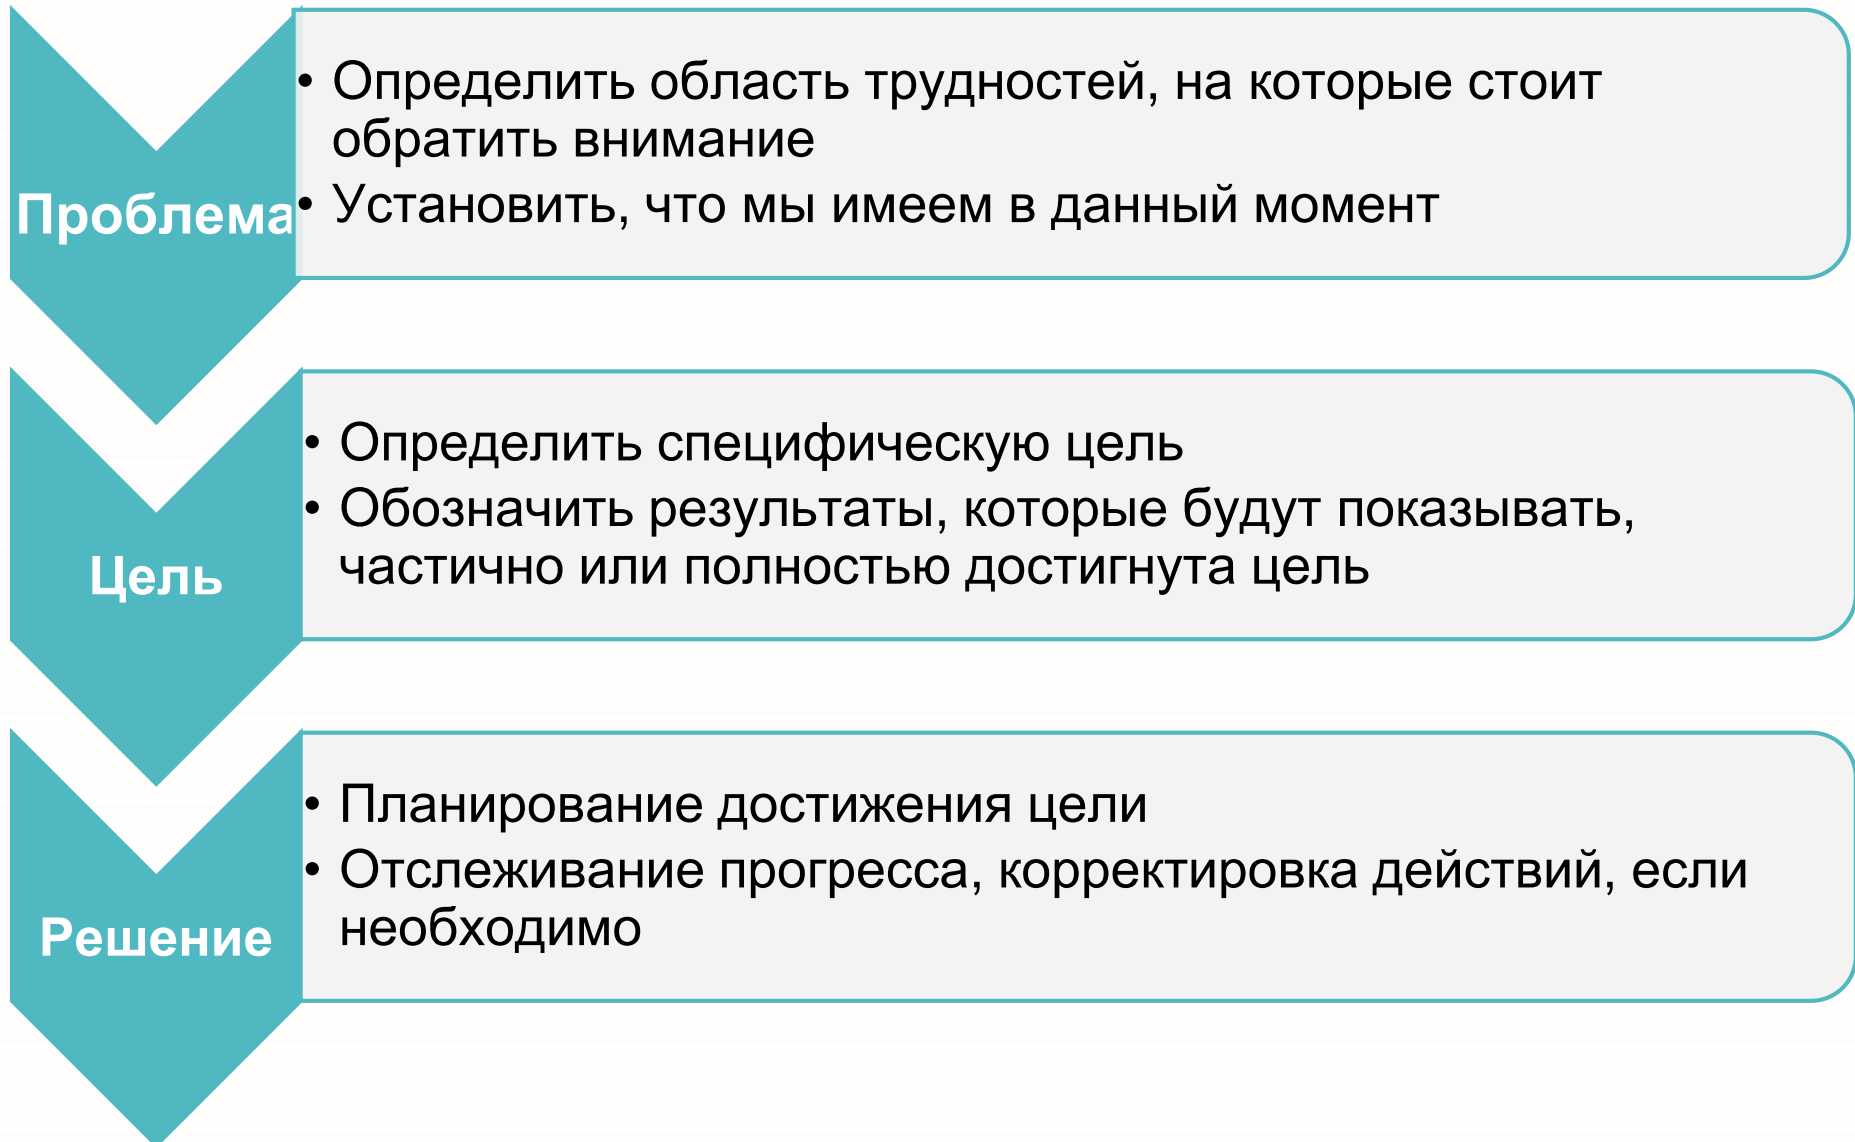 Проблема
• Определить область трудностей, на которые стоит
обратить внимание
• Установить, что мы имеем в данный момент
Цель
• Определить специфическую цель
• Обозначить результаты, которые будут показывать,
частично или полностью достигнута цель
Решение
• Планирование достижения цели
• Отслеживание прогресса, корректировка действий, если
необходимо